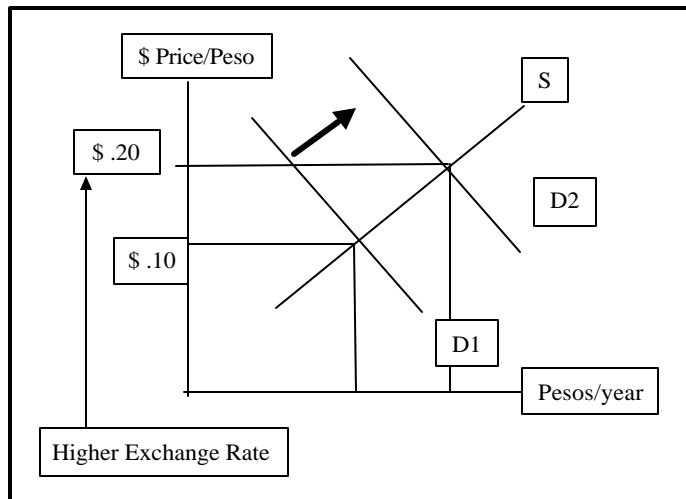 $ Price/Peso
S
$ .20
D2
$ .10
D1
Pesos/year
Higher Exchange Rate